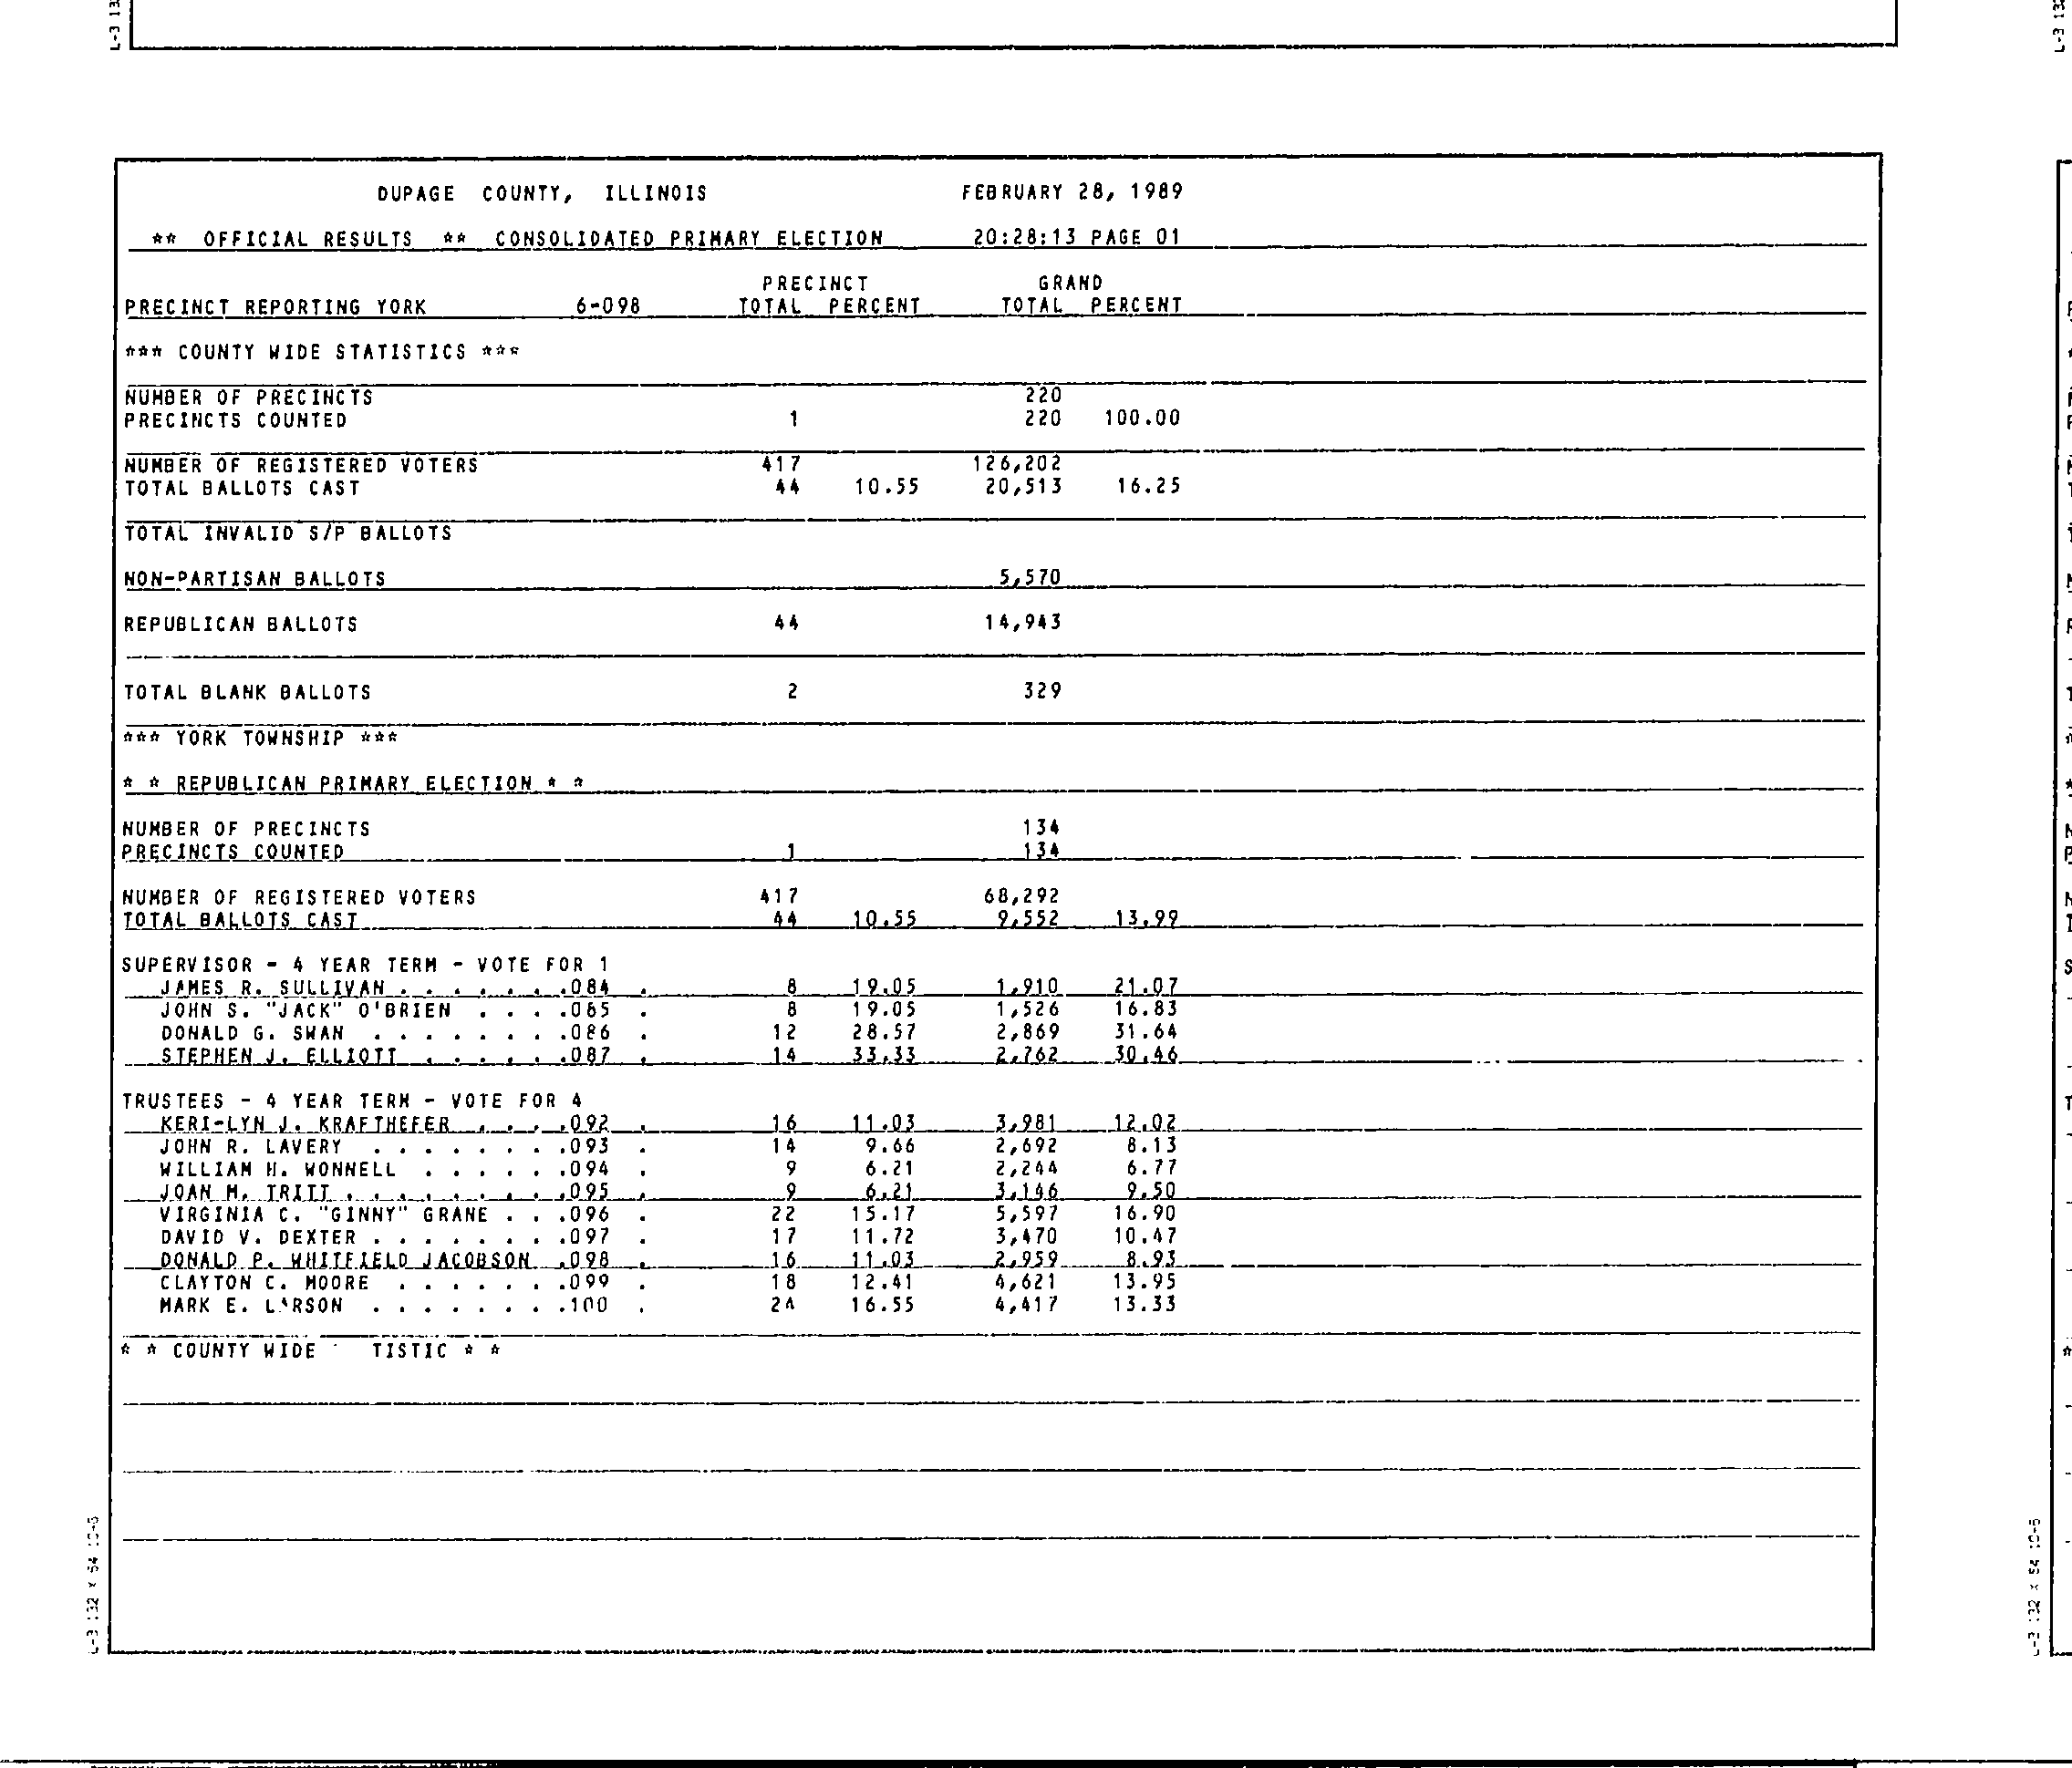 DUPAGE COUNTY, ILLINOIS FEBRUARY 28, 1989
** OFFICIAL RESULTS ** CONSOLIDATED PRIMARY ELECTION 20:28:13 PAGE 01
PRECINCT GRAND
PRECINCT REPORTING YORK 6-098 TOTAL PERCENT TOTAL PERCENT
*** COUNTY WIDE STATISTICS ***
NUMBER OF PRECINCTS 220
PRECINCTS COUNTED 1 220 100.00
NUMBER OF REGISTERED VOTERS 417 126,202
TOTAL BALLOTS CAST 44 10.55 20,513 16.25
TOTAL INVALID S/P BALLOTS
NON-PARTISAN BALLOTS 5,570
REPUBLICAN BALLOTS 44 14,943
TOTAL BLANK BALLOTS 2 329
*** YORK TOWNSHIP ***
* * REPUBLICAN PRIMARY ELECTION * *
NUMBER OF PRECINCTS 134
PRECINCTS COUNTED 1 134
NUMBER OF REGISTERED VOTERS 417 68,292
TOTAL BALLOTS CAST 44 10.55 9,552 13.99
SUPERVISOR - 4 YEAR TERM - VOTE FOR 1
JAMES R. SULLIVAN . . . . . . .084 . 8 19.05 1,910 21.07
JOHN S. "JACK" O'BRIEN . . . .085 . 8 19.05 1,526 16.83
DONALD G. SWAN . . . . . . . .086 . 12 28.57 2,869 31.64
STEPHEN J. ELLIOTT . . . . . .087 . 14 33.33 2,762 30.46
TRUSTEES - 4 YEAR TERM - VOTE FOR 4
KERI-LYN J. KRAFTHEFER . . . .092 . 16 11.03 3,981 12.02
JOHN R. LAVERY . . . . . . . .093 . 14 9.66 2,692 8.13
WILLIAM H. WONNELL . . . . . .094 . 9 6.21 2,244 6.77
JOAN M. TRITT . . . . . . . . .095 . 9 6.21 3,146 9.50
VIRGINIA C. "GINNY" GRANE . . .096 . 22 15.17 5,597 16.90
DAVID V. DEXTER . . . . . . . .097 . 17 11.72 3,470 10.47
DONALD P. WHITFIELD JACOBSON .098 . 16 11.03 2,959 8.93
CLAYTON C. MOORE . . . . . . .099 . 18 12.41 4,621 13.95
MARK E. LARSON . . . . . . . .100 . 24 16.55 4,417 13.33
* * COUNTY WIDE TISTIC * *
L-3 132 X 64 10-6
L-3 132 X 64 10-6